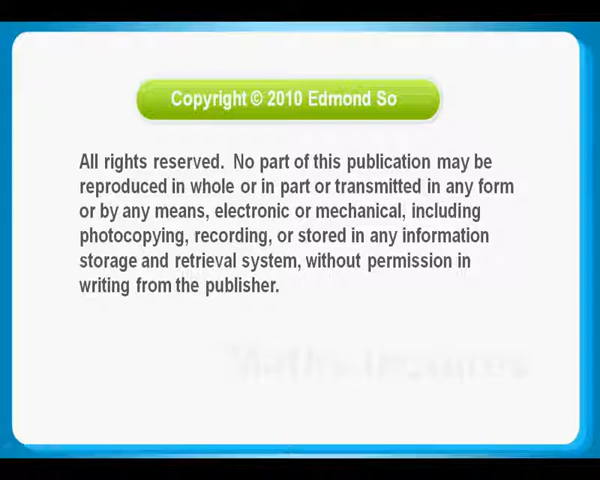 Copyright © 2010 Edmond So
All rights reserved. No part of this publication may be
reproduced in whole or in part or transmitted in any form
or by any means, electronic or mechanical, including
photocopying, recording, or stored in any information
storage and retrieval system, without permission in
writing from the publisher.
Maths-lectures